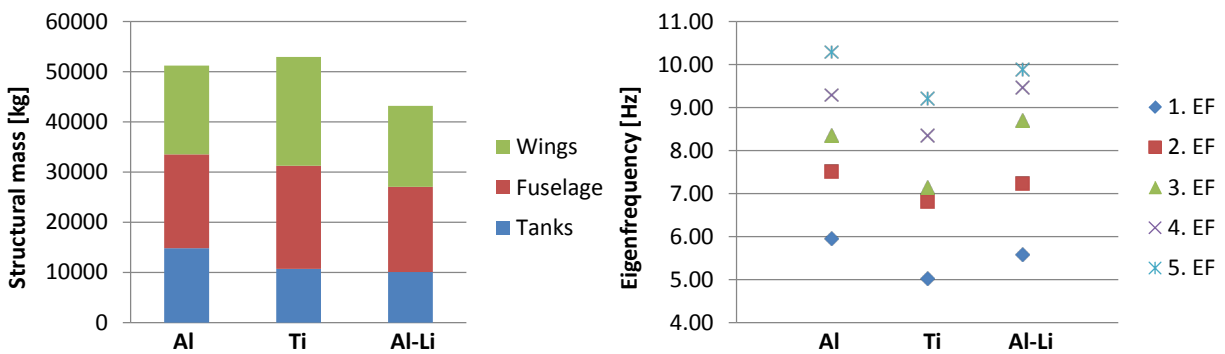 Structural mass [kg]
60000
50000
40000
30000
20000
10000
0
Al
Ti
Al-Li
Wings
Fuselage
Tanks
Eigenfrequency [Hz]
11.00
10.00
9.00
8.00
7.00
6.00
5.00
4.00
Al
Ti
Al-Li
1. EF
2. EF
3. EF
4. EF
5. EF